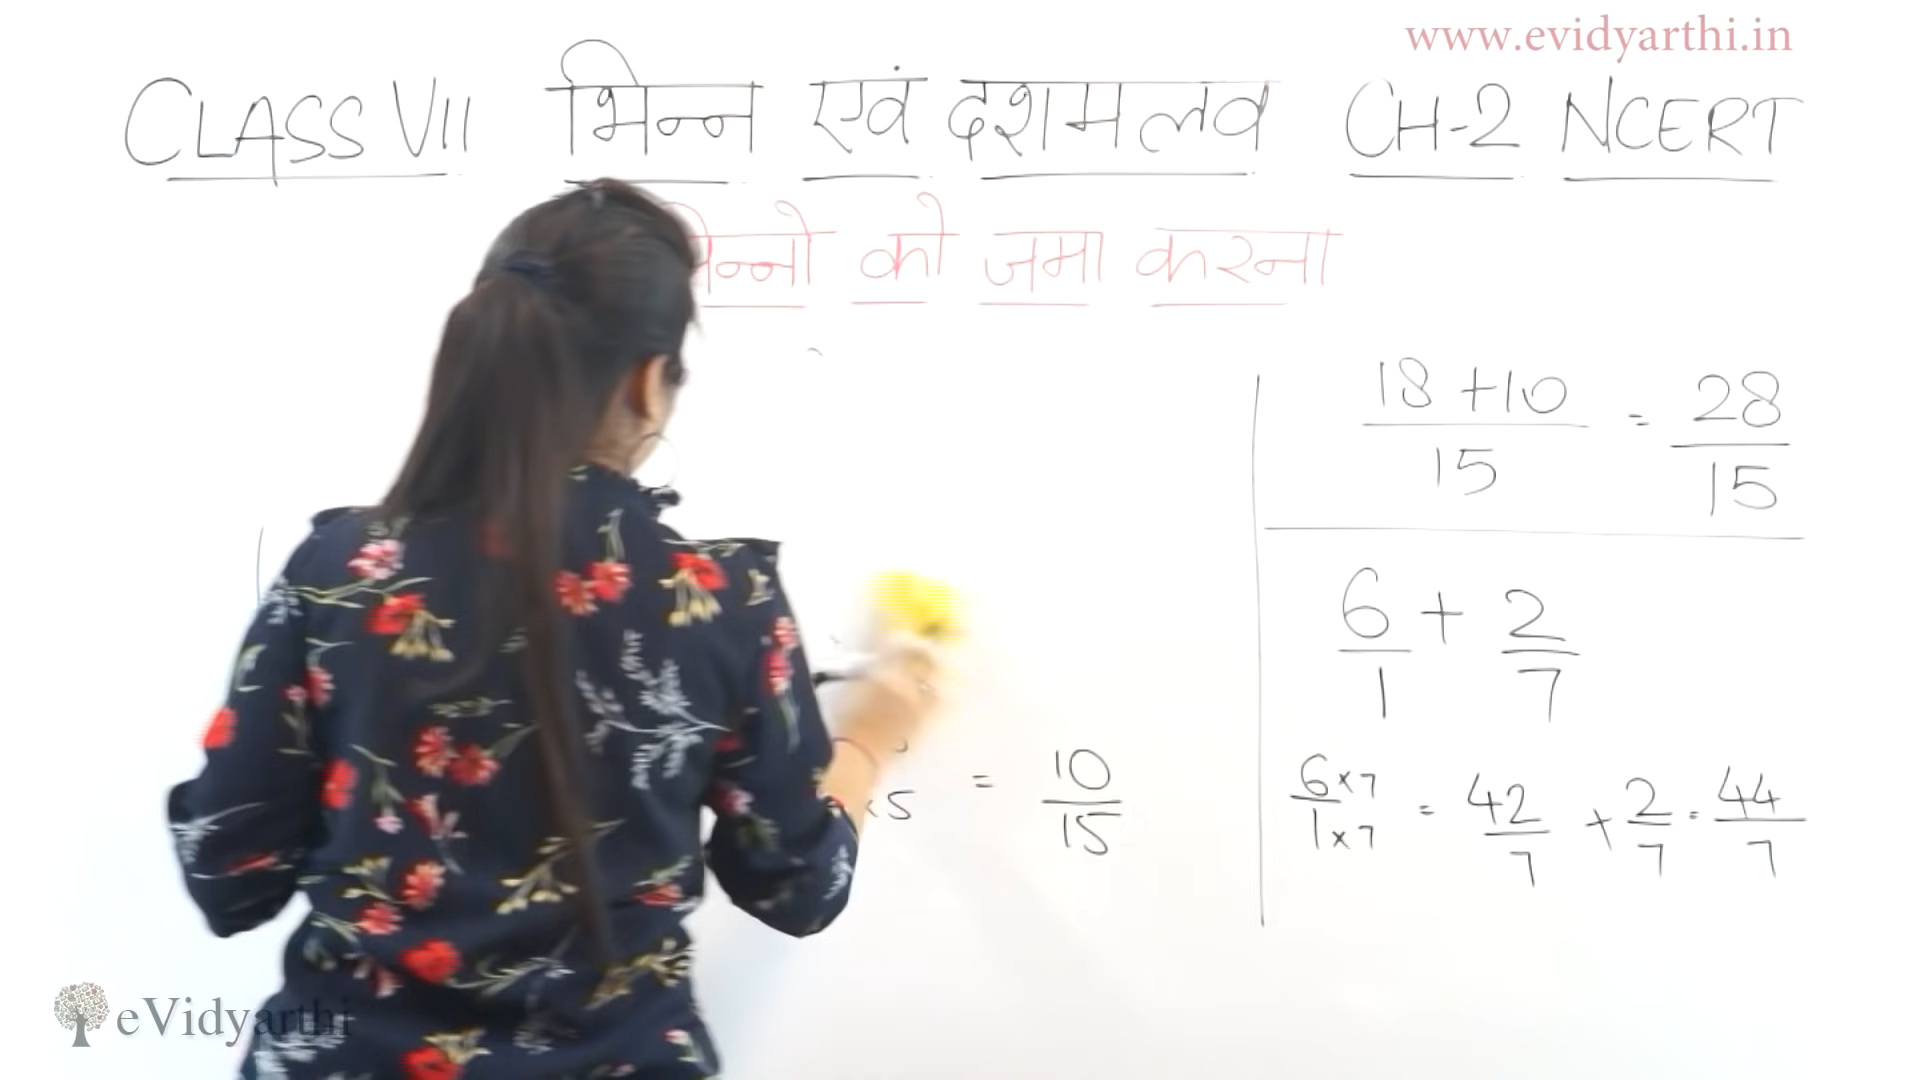 www.evidyarthi.in
CLASS VII भिन्न एवं दशमलव CH-2 NCERT
को जमा करना
18 + 10 / 15 = 28 / 15
6 / 1 + 2 / 7
×5 = 10 / 15
6 × 7 / 1 × 7 = 42 / 7 + 2 / 7 = 44 / 7
eVidyarthi